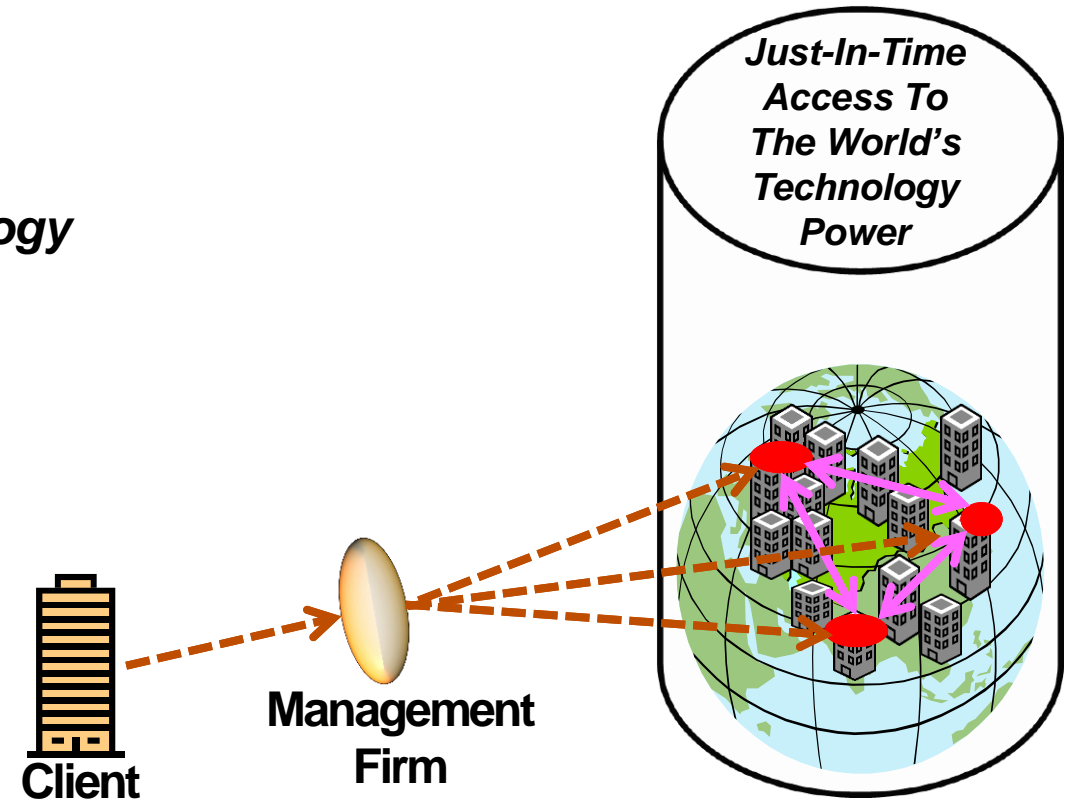 Just-In-Time
Access To
The World's
Technology
Power
ogy
Management
Firm
Client